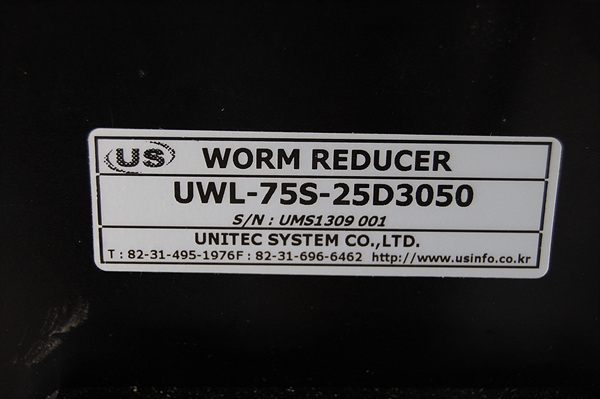 US WORM REDUCER
UWL-75S-25D3050
S/N : UMS1309 001
UNITEC SYSTEM CO.,LTD.
T : 82-31-495-1976F : 82-31-696-6462 http://www.usinfo.co.kr